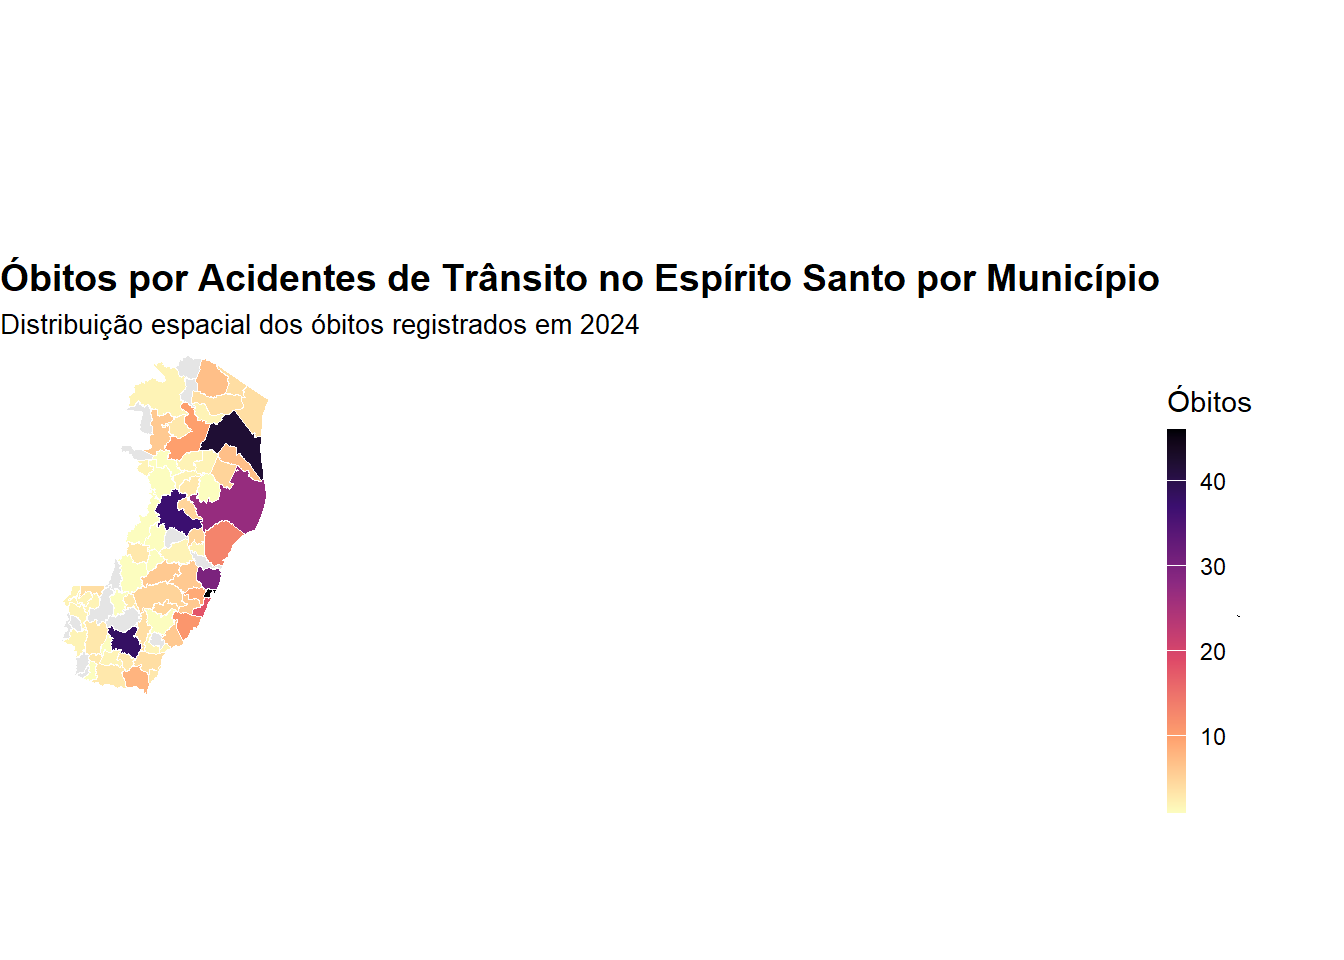 Óbitos por Acidentes de Trânsito no Espírito Santo por Município
Distribuição espacial dos óbitos registrados em 2024
Óbitos
40
30
20
10